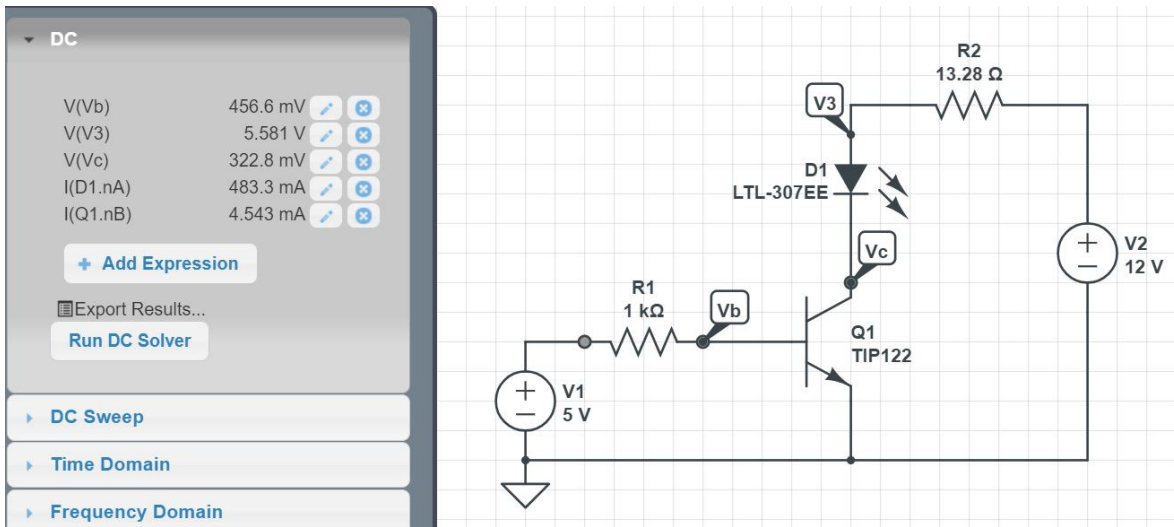 DC
V(Vb) 456.6 mV
V(V3) 5.581 V
V(Vc) 322.8 mV
I(D1.nA) 483.3 mA
I(Q1.nB) 4.543 mA
+ Add Expression
Export Results...
Run DC Solver
DC Sweep
Time Domain
Frequency Domain
R2
13.28 Ω
V3
D1
LTL-307EE
Vc
R1
1 kΩ
Vb
Q1
TIP122
V1
5 V
V2
12 V